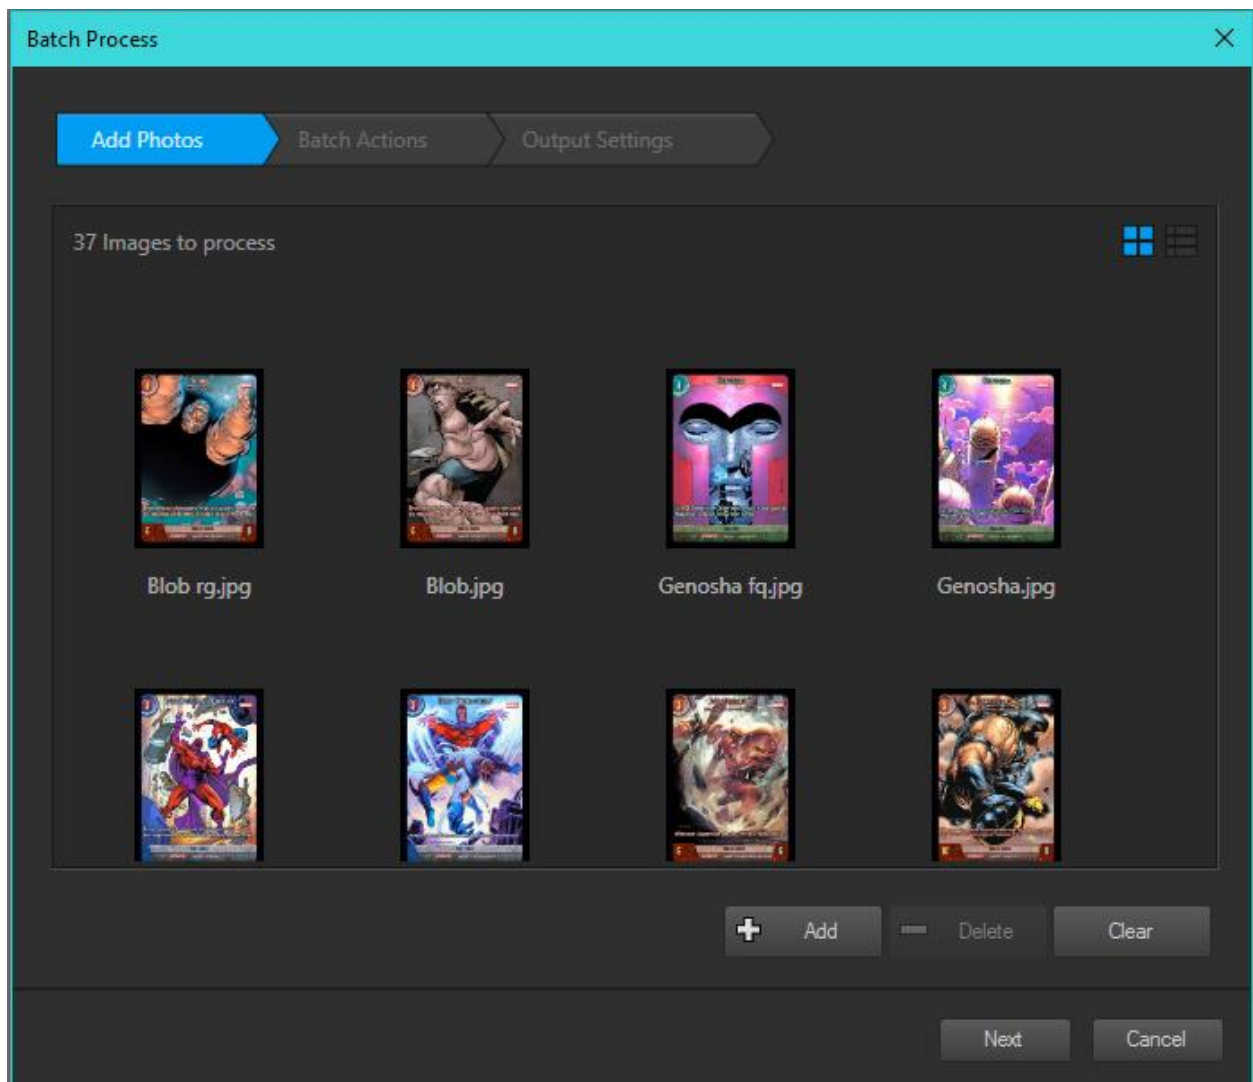 Batch Process
Add Photos
Batch Actions
Output Settings
37 Images to process
Blob rg.jpg
Blob.jpg
Genosha fq.jpg
Genosha.jpg
Add
Delete
Clear
Next
Cancel